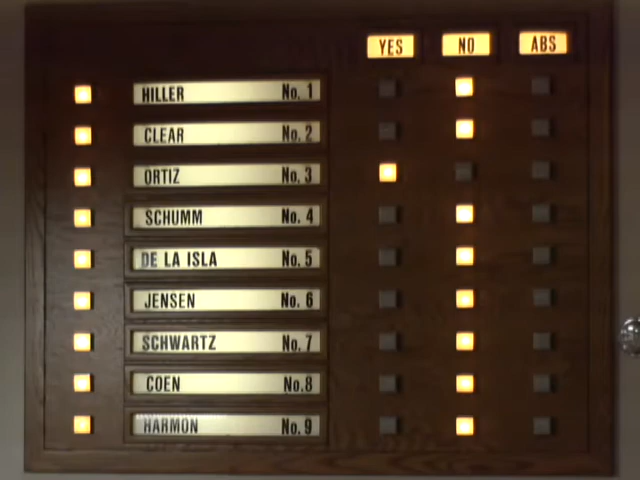 YES NO ABS
HILLER No. 1
CLEAR No. 2
ORTIZ No. 3
SCHUMM No. 4
DE LA ISLA No. 5
JENSEN No. 6
SCHWARTZ No. 7
COEN No.8
HARMON No. 9